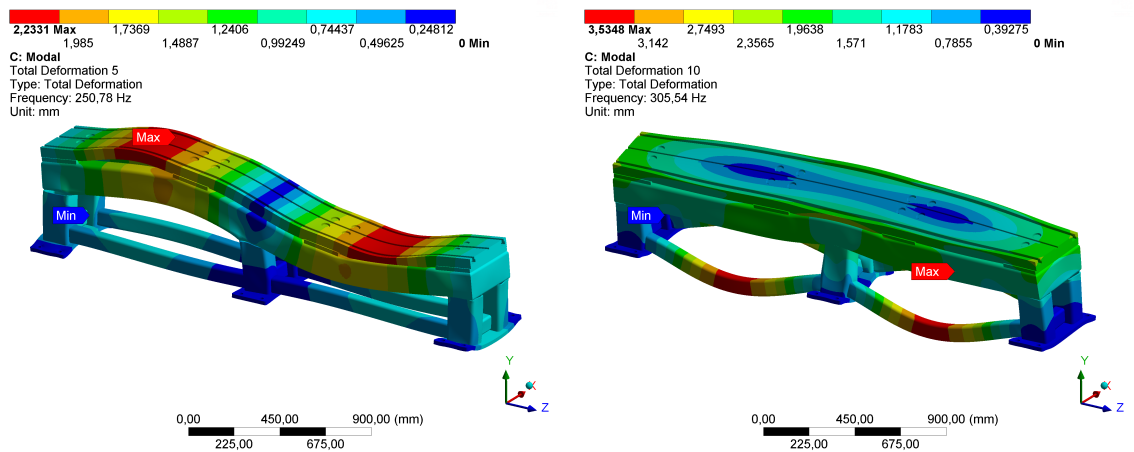 2,2331 Max 1,7369 1,2406 0,74437 0,24812
1,985 1,4887 0,99249 0,49625 0 Min
C: Modal
Total Deformation 5
Type: Total Deformation
Frequency: 250,78 Hz
Unit: mm
Max
Min
Y
X
Z
0,00 450,00 900,00 (mm)
225,00 675,00
3,5348 Max 2,7493 1,9638 1,1783 0,39275
3,142 2,3565 1,571 0,7855 0 Min
C: Modal
Total Deformation 10
Type: Total Deformation
Frequency: 305,54 Hz
Unit: mm
Min
Max
Y
X
Z
0,00 450,00 900,00 (mm)
225,00 675,00